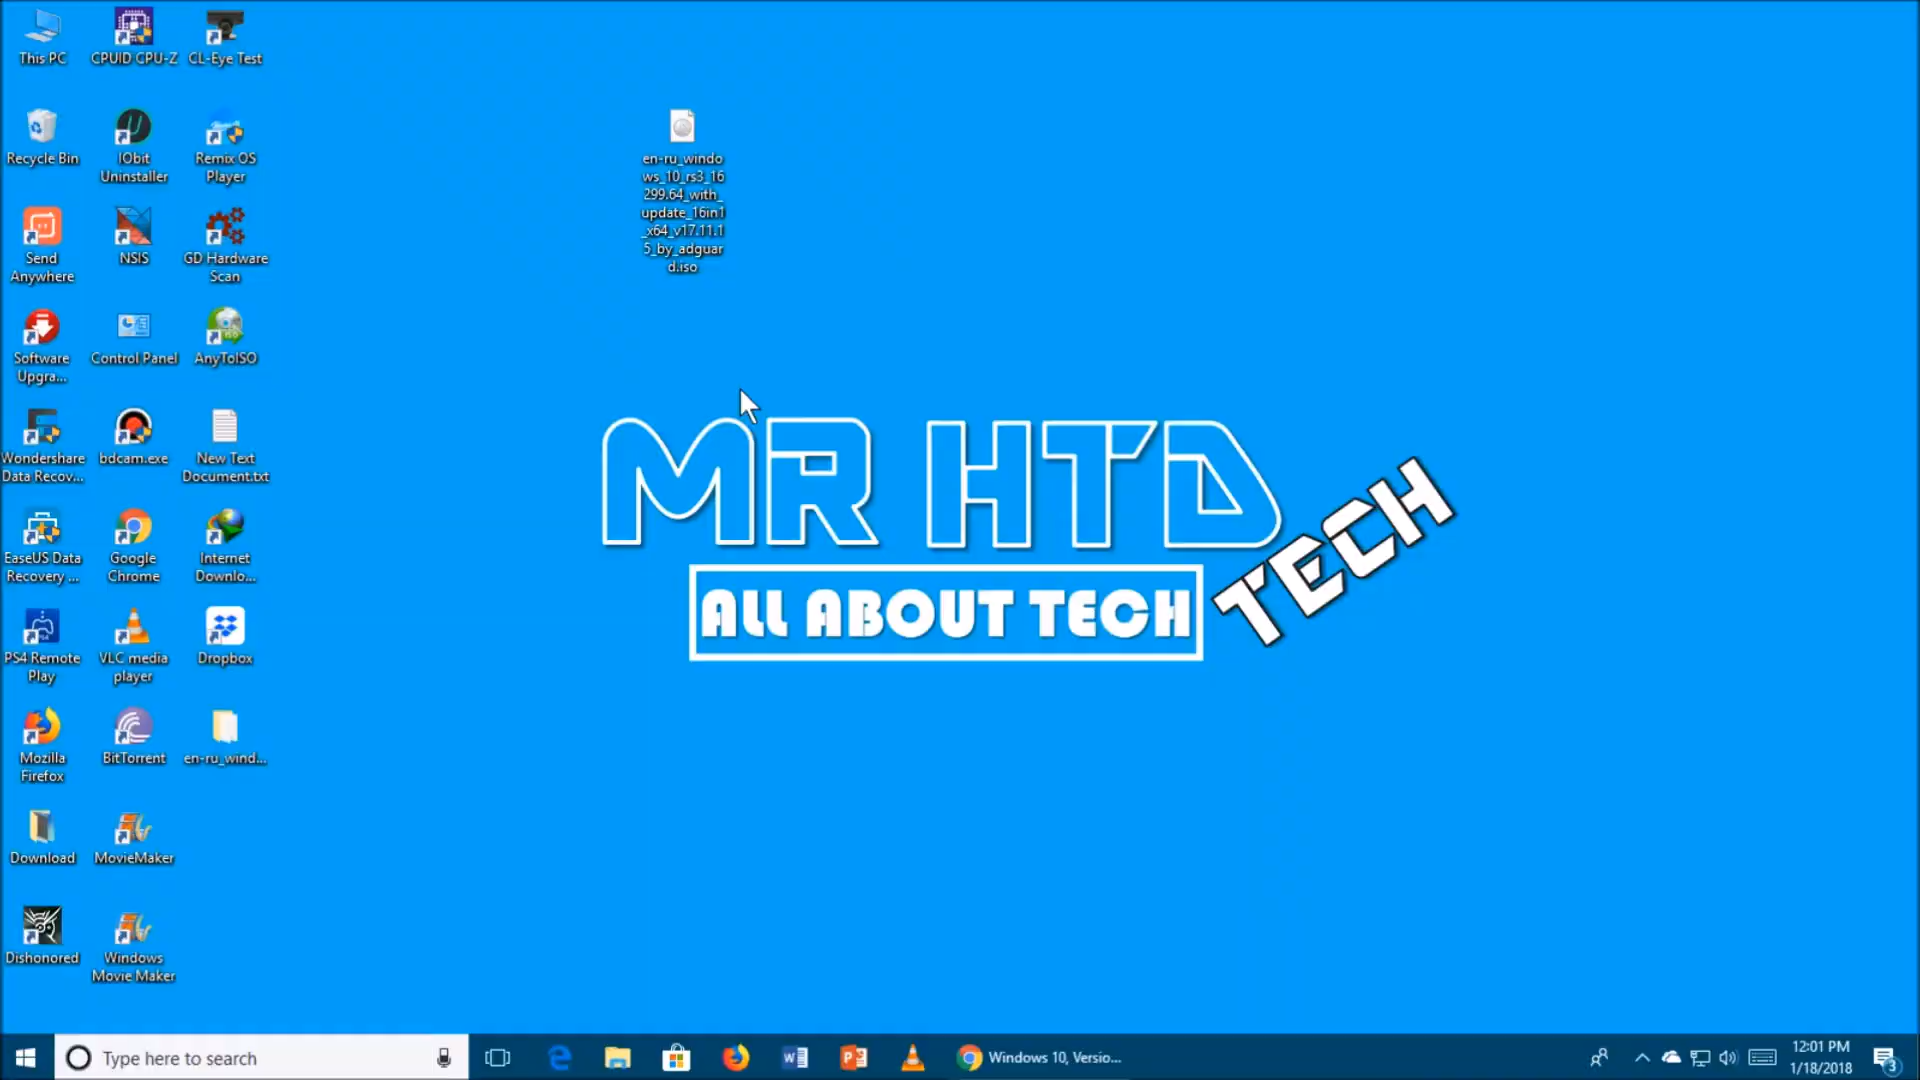 This PC
CPUID CPU-Z
CL-Eye Test
Recycle Bin
IObit
Uninstaller
Remix OS
Player
en-ru_windo
ws_10_rs3_16
299.64_with_
update_16in1
_x64_v17.11.1
5_by_adguar
d.iso
Send
Anywhere
NSIS
GD Hardware
Scan
Software
Upgra...
Control Panel
AnyToISO
Wondershare
Data Recov...
bdcam.exe
New Text
Document.txt
EaseUS Data
Recovery ...
Google
Chrome
Internet
Downlo...
PS4 Remote
Play
VLC media
player
Dropbox
Mozilla
Firefox
BitTorrent
en-ru_wind...
Download
MovieMaker
Dishonored
Windows
Movie Maker
MR HTD
TECH
ALL ABOUT TECH
Type here to search
Windows 10, Versio...
12:01 PM
1/18/2018
3